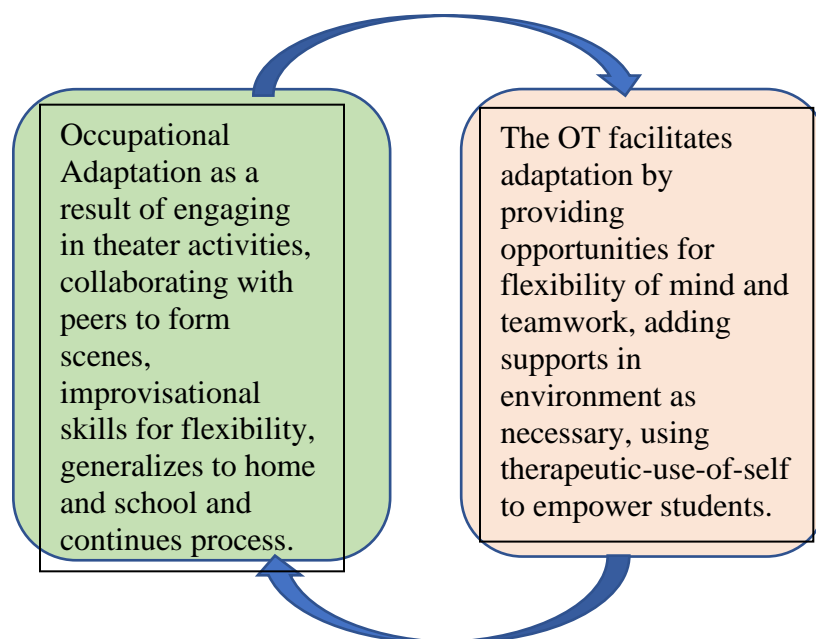 Occupational
Adaptation as a
result of engaging
in theater activities,
collaborating with
peers to form
scenes,
improvisational
skills for flexibility,
generalizes to home
and school and
continues process.
The OT facilitates
adaptation by
providing
opportunities for
flexibility of mind and
teamwork, adding
supports in
environment as
necessary, using
therapeutic-use-of-self
to empower students.